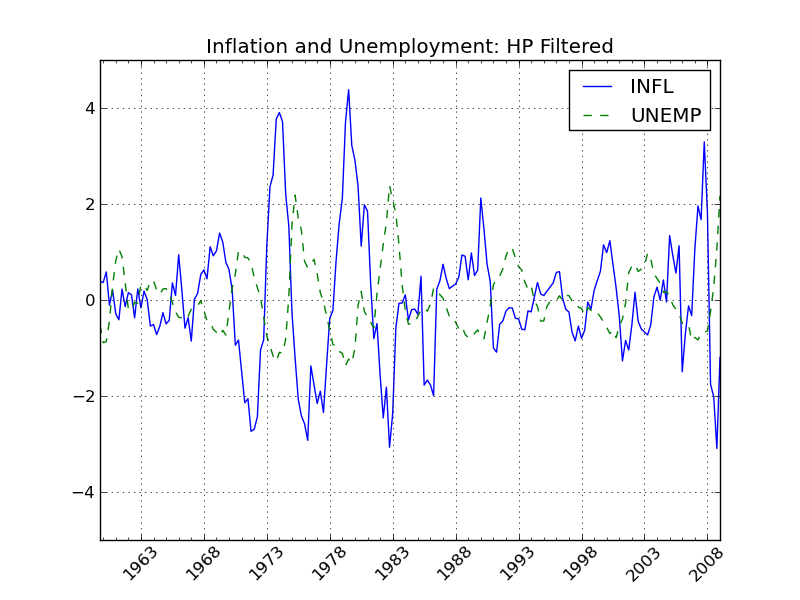 Inflation and Unemployment: HP Filtered
INFL
UNEMP
4
2
0
−2
−4
1963 1968 1973 1978 1983 1988 1993 1998 2003 2008